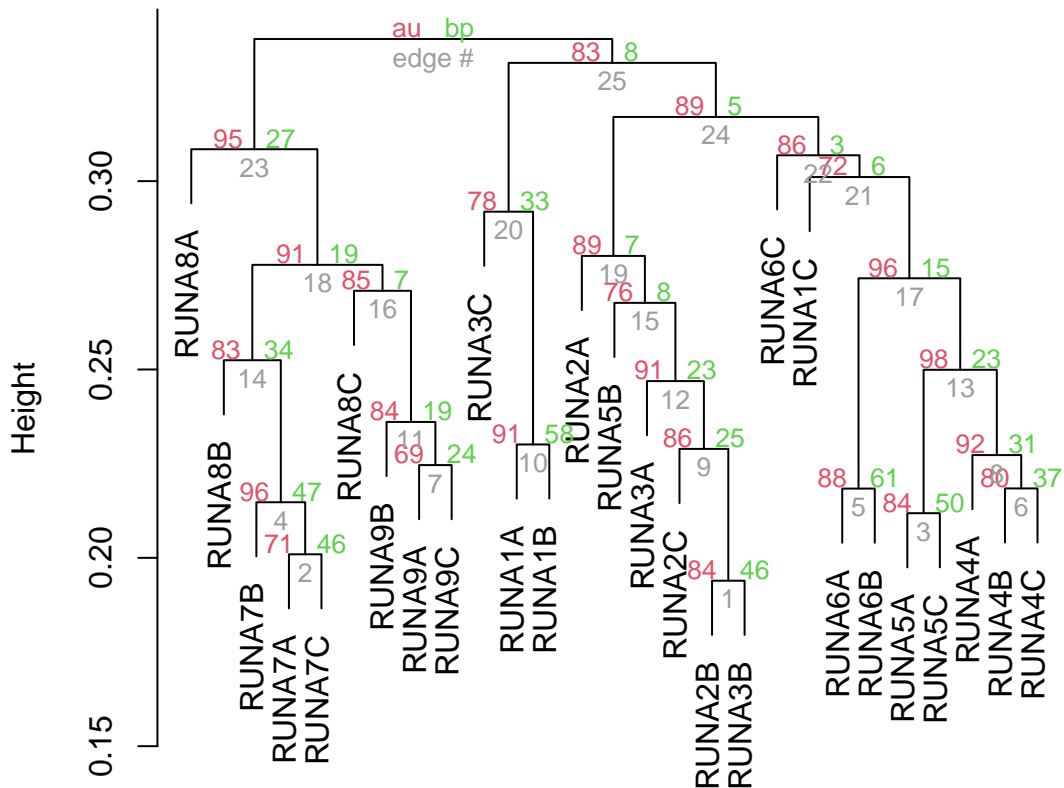 au bp
edge #
83 8
25
89 5
24
95 27
23
86 3
22
72 6
21
0.30
78 33
20
91 19
18
89 7
19
85 7
16
76 8
15
96 15
17
RUNA8A
RUNA6C
RUNA1C
0.25
Height
83 34
14
RUNA3C
RUNA2A
91 23
12
98 23
13
RUNA8C
RUNA5B
84 19
11
69 24
7
91 58
10
86 25
9
92 31
8
80 37
6
88 61
5
84 50
3
RUNA8B
96 47
4
71 46
2
0.20
RUNA9B
RUNA9A
RUNA9C
RUNA1A
RUNA1B
RUNA3A
RUNA2C
84 46
1
RUNA7B
RUNA7A
RUNA7C
RUNA6A
RUNA6B
RUNA5A
RUNA5C
RUNA4A
RUNA4B
RUNA4C
RUNA2B
RUNA3B
0.15